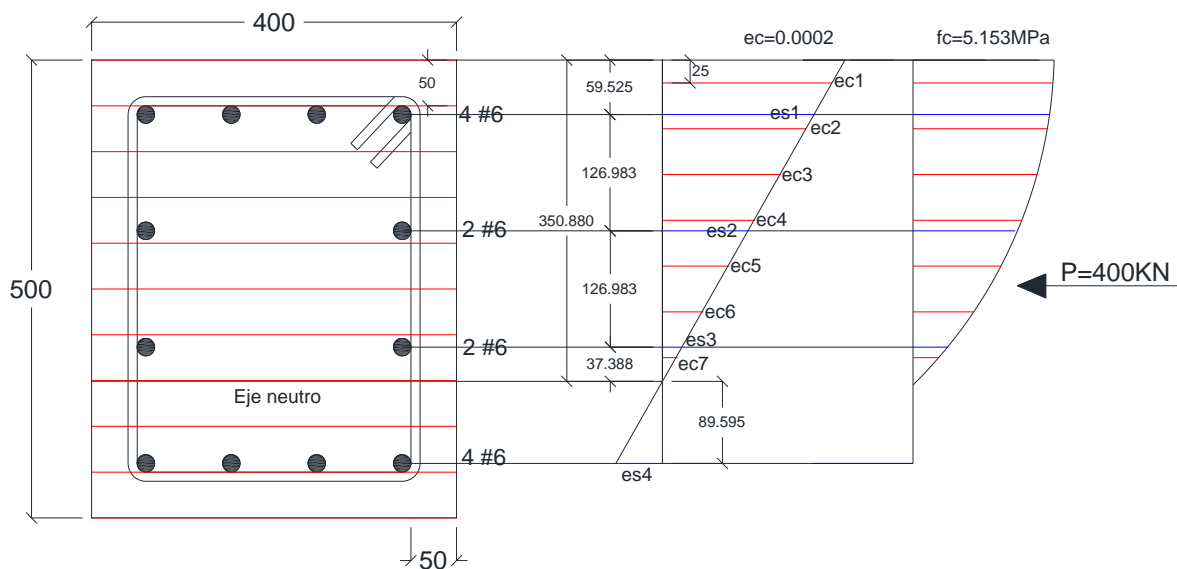 400
ec=0.0002
fc=5.153MPa
50
59.525
25
ec1
4 #6
es1
ec2
126.983
ec3
350.880
ec4
2 #6
es2
ec5
P=400KN
500
126.983
ec6
2 #6
es3
37.388
ec7
Eje neutro
89.595
4 #6
es4
50